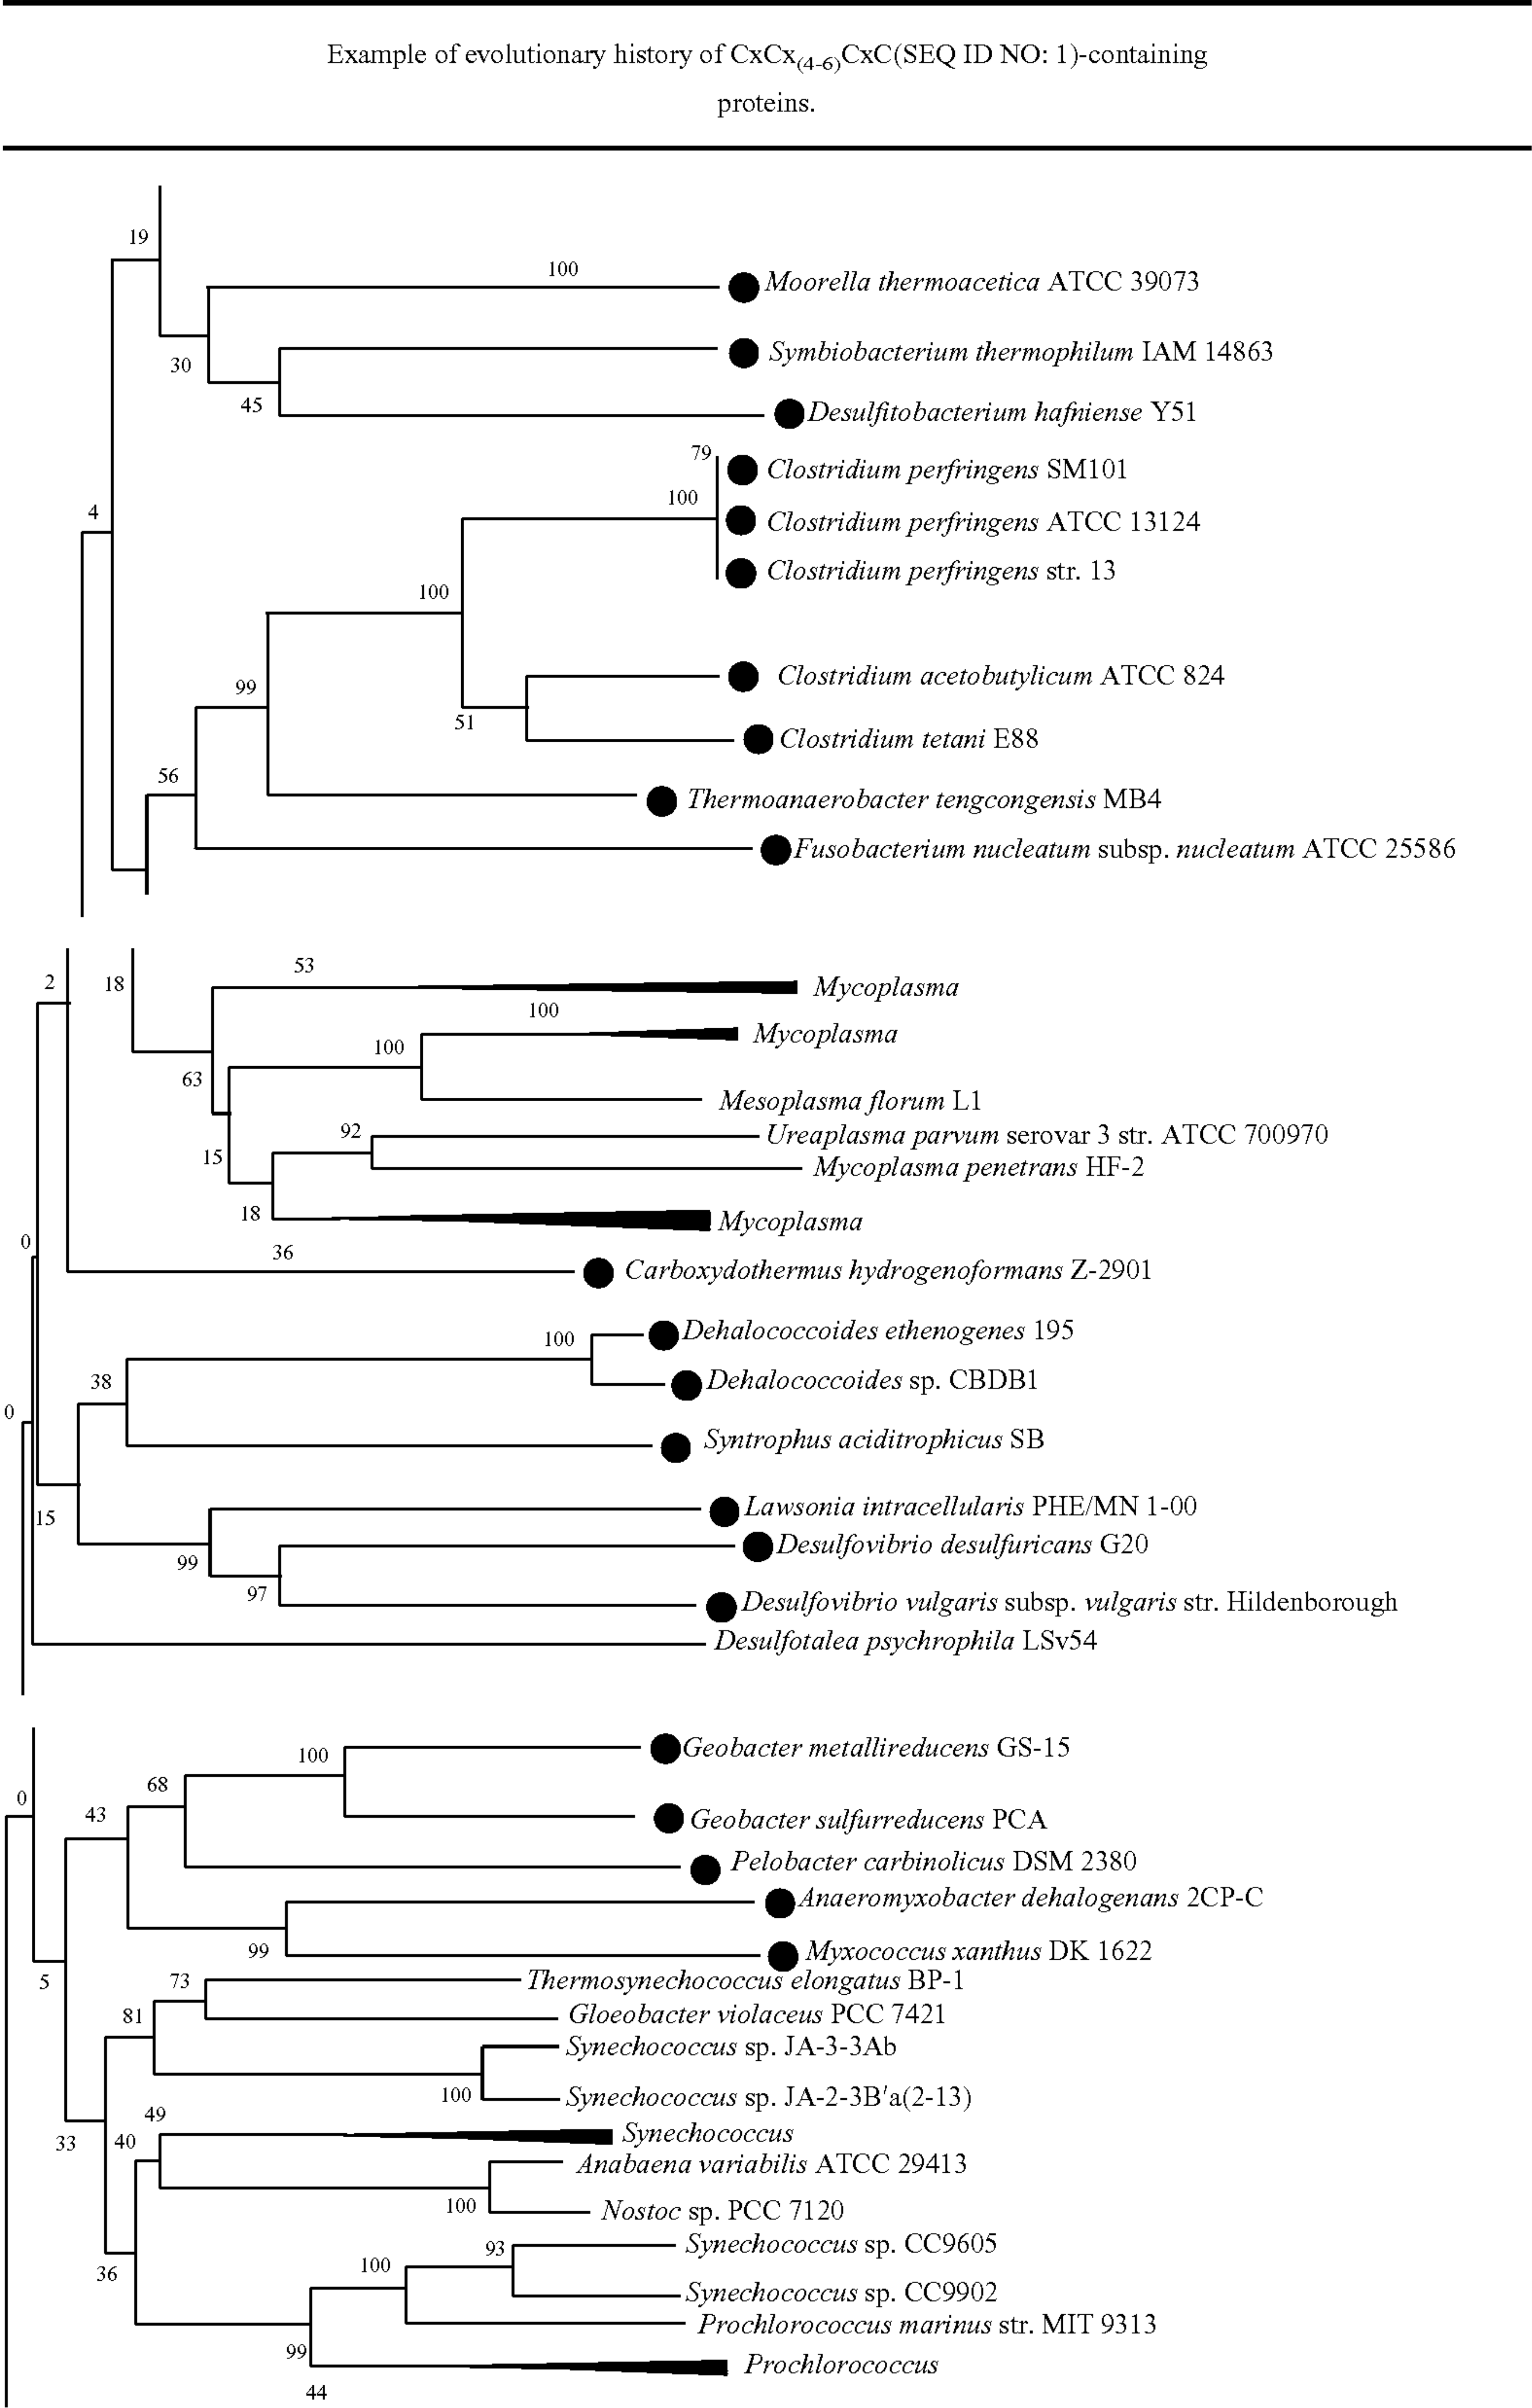 Example of evolutionary history of CxCx(4-6)CxC(SEQ ID NO: 1)-containing
proteins.
19
100
Moorella thermoacetica ATCC 39073
30
Symbiobacterium thermophilum IAM 14863
45
Desulfitobacterium hafniense Y51
79
Clostridium perfringens SM101
100
4
Clostridium perfringens ATCC 13124
Clostridium perfringens str. 13
100
Clostridium acetobutylicum ATCC 824
99
51
Clostridium tetani E88
56
Thermoanaerobacter tengcongensis MB4
Fusobacterium nucleatum subsp. nucleatum ATCC 25586
2
18
53
Mycoplasma
100
Mycoplasma
100
63
Mesoplasma florum L1
92
Ureaplasma parvum serovar 3 str. ATCC 700970
15
Mycoplasma penetrans HF-2
18
Mycoplasma
0
36
Carboxydothermus hydrogenoformans Z-2901
100
Dehalococcoides ethenogenes 195
38
Dehalococcoides sp. CBDB1
0
Syntrophus aciditrophicus SB
15
Lawsonia intracellularis PHE/MN 1-00
99
Desulfovibrio desulfuricans G20
97
Desulfovibrio vulgaris subsp. vulgaris str. Hildenborough
Desulfotalea psychrophila LSv54
100
Geobacter metallireducens GS-15
68
0
43
Geobacter sulfurreducens PCA
Pelobacter carbinolicus DSM 2380
Anaeromyxobacter dehalogenans 2CP-C
99
Myxococcus xanthus DK 1622
5
73
Thermosynechococcus elongatus BP-1
81
Gloeobacter violaceus PCC 7421
Synechococcus sp. JA-3-3Ab
100
Synechococcus sp. JA-2-3B'a(2-13)
49
33
40
Synechococcus
Anabaena variabilis ATCC 29413
100
Nostoc sp. PCC 7120
93
Synechococcus sp. CC9605
36
100
Synechococcus sp. CC9902
Prochlorococcus marinus str. MIT 9313
99
Prochlorococcus
44